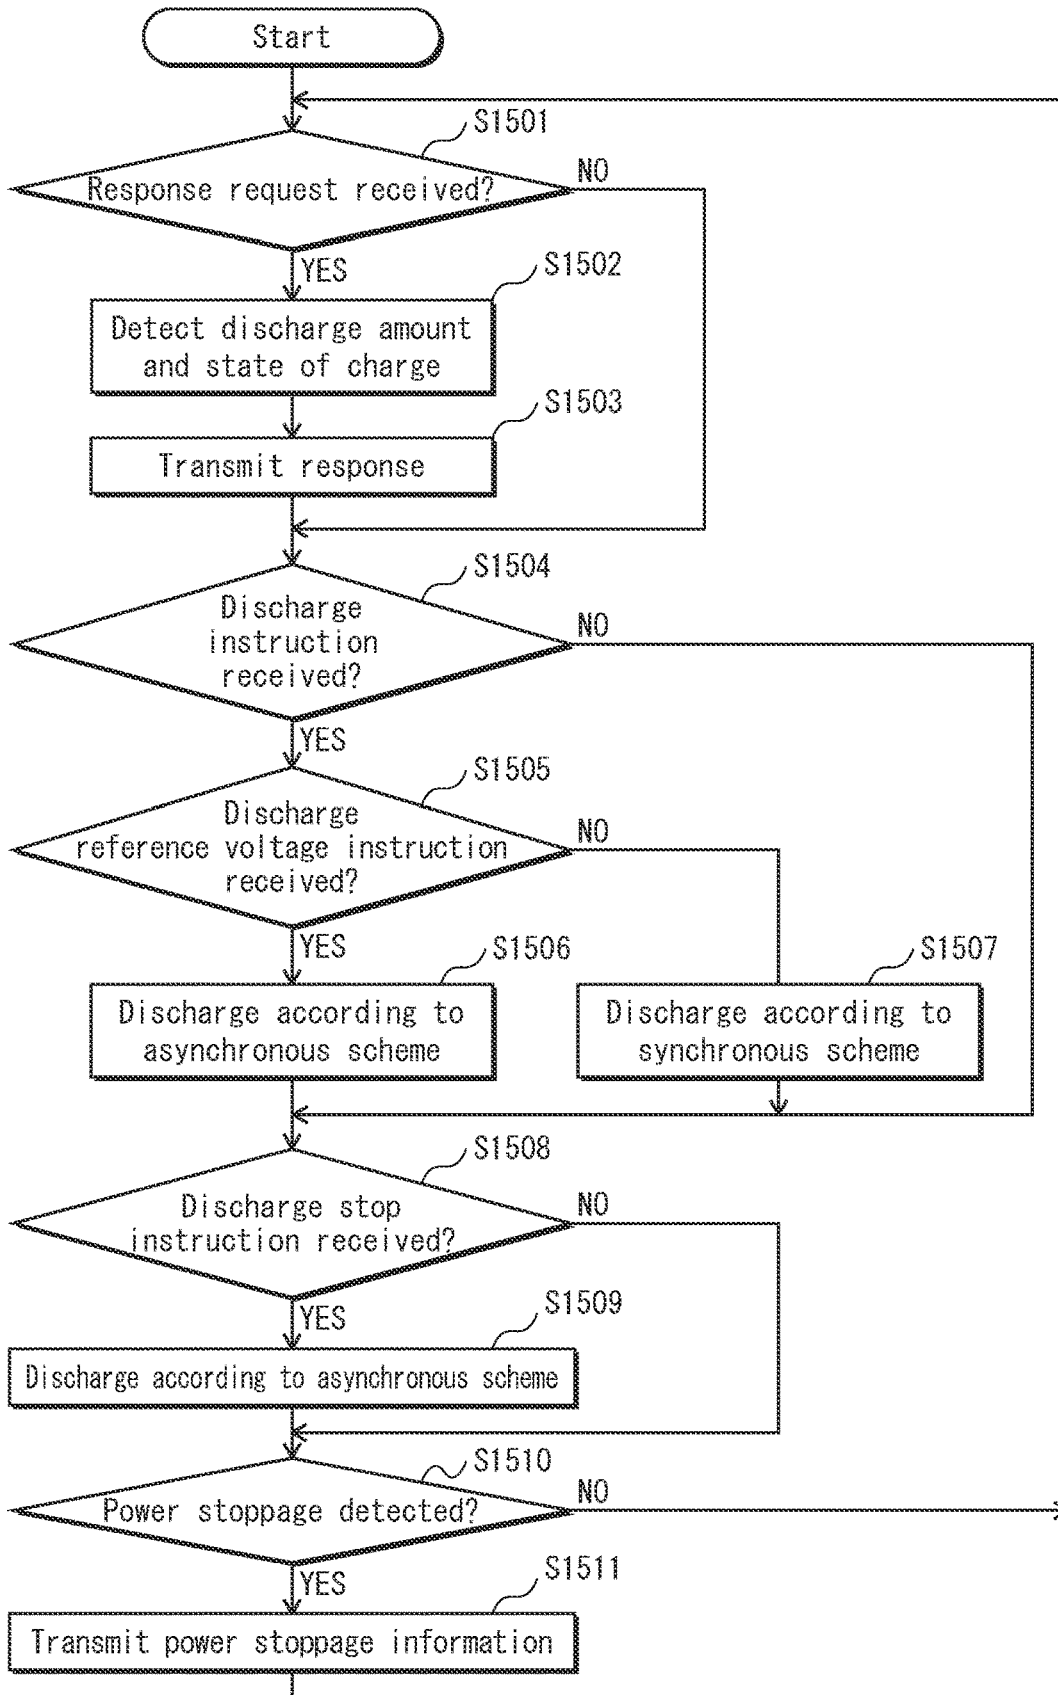 Start
S1501
Response request received?
NO
YES
S1502
Detect discharge amount
and state of charge
S1503
Transmit response
S1504
Discharge
instruction
received?
NO
YES
S1505
Discharge
reference voltage instruction
received?
NO
YES
S1506
Discharge according to
asynchronous scheme
S1507
Discharge according to
synchronous scheme
S1508
Discharge stop
instruction received?
NO
YES
S1509
Discharge according to asynchronous scheme
S1510
Power stoppage detected?
NO
YES
S1511
Transmit power stoppage information